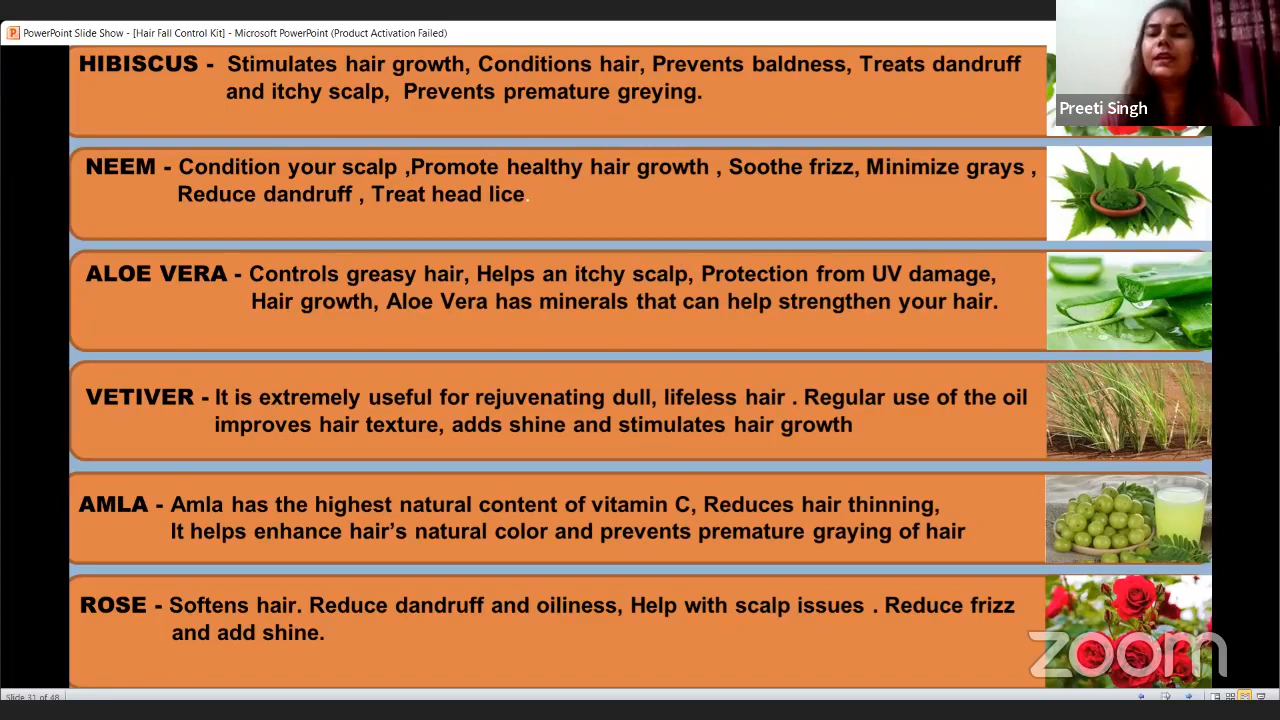 PowerPoint Slide Show - [Hair Fall Control Kit] - Microsoft PowerPoint (Product Activation Failed)
HIBISCUS - Stimulates hair growth, Conditions hair, Prevents baldness, Treats dandruff
and itchy scalp, Prevents premature greying.
Preeti Singh
NEEM - Condition your scalp ,Promote healthy hair growth , Soothe frizz, Minimize grays ,
Reduce dandruff , Treat head lice.
ALOE VERA - Controls greasy hair, Helps an itchy scalp, Protection from UV damage,
Hair growth, Aloe Vera has minerals that can help strengthen your hair.
VETIVER - It is extremely useful for rejuvenating dull, lifeless hair . Regular use of the oil
improves hair texture, adds shine and stimulates hair growth
AMLA - Amla has the highest natural content of vitamin C, Reduces hair thinning,
It helps enhance hair’s natural color and prevents premature graying of hair
ROSE - Softens hair. Reduce dandruff and oiliness, Help with scalp issues . Reduce frizz
and add shine.
zoom
Slide 31 of 48